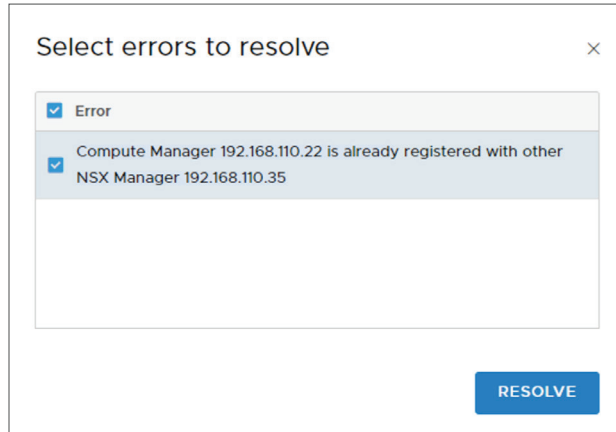 Select errors to resolve
Error
Compute Manager 192.168.110.22 is already registered with other
NSX Manager 192.168.110.35
RESOLVE